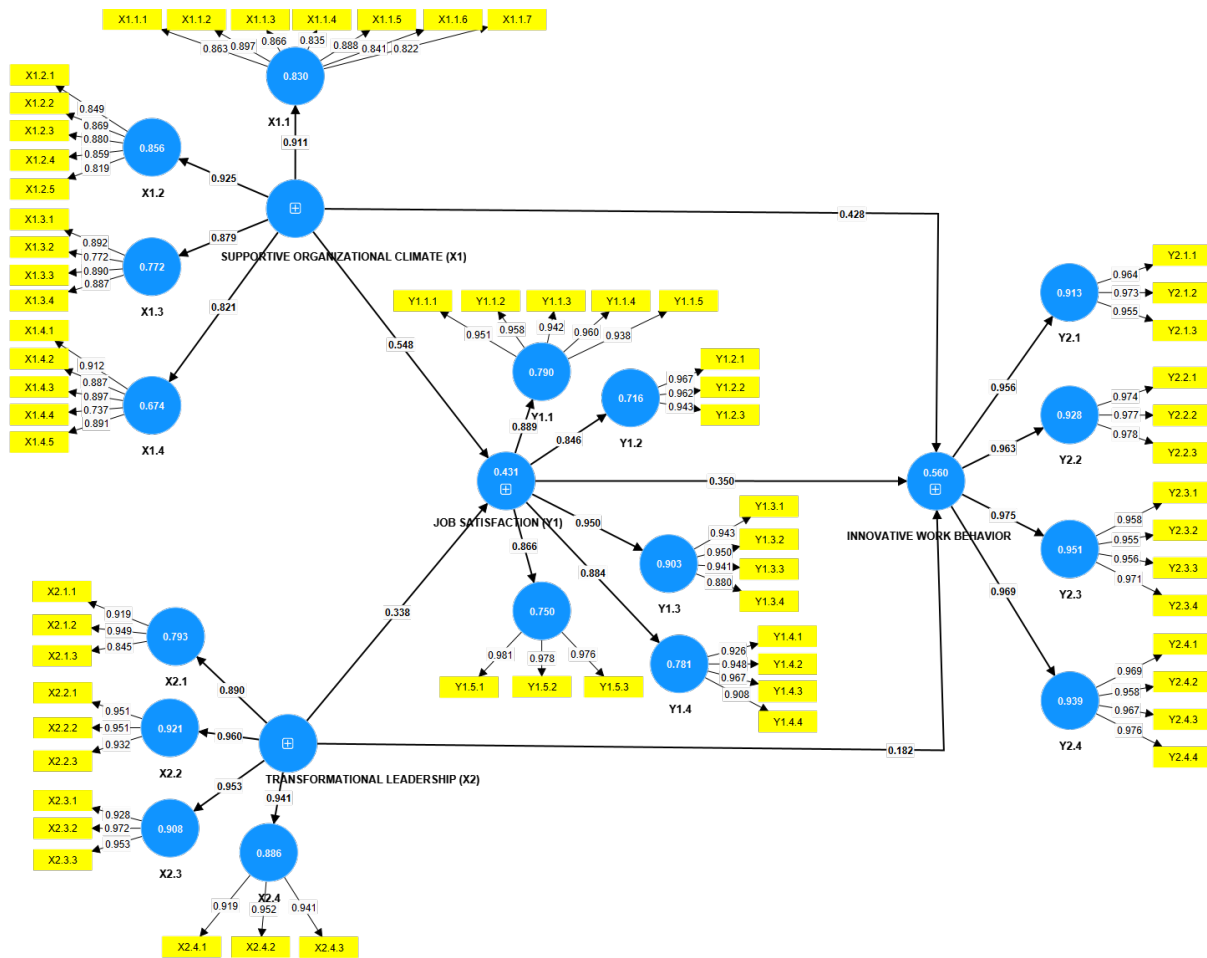 X1.1.1 X1.1.2 X1.1.3 X1.1.4 X1.1.5 X1.1.6 X1.1.7
0.863 0.897 0.866 0.835 0.888 0.841 0.822
0.830
X1.1
0.911
X1.2.1
X1.2.2
X1.2.3
X1.2.4
X1.2.5
0.849
0.869
0.880
0.859
0.819
0.856
X1.2
0.925
X1.3.1
X1.3.2
X1.3.3
X1.3.4
0.892
0.772
0.890
0.887
0.772
X1.3
0.879
X1.4.1
X1.4.2
X1.4.3
X1.4.4
X1.4.5
0.912
0.887
0.897
0.737
0.891
0.674
X1.4
0.821
SUPPORTIVE ORGANIZATIONAL CLIMATE (X1)
0.428
0.548
Y1.1.1 Y1.1.2 Y1.1.3 Y1.1.4 Y1.1.5
0.951 0.958 0.942 0.960 0.938
0.790
Y1.1
0.889
0.716
Y1.2
0.846
0.967
0.962
0.943
Y1.2.1
Y1.2.2
Y1.2.3
0.431
JOB SATISFACTION (Y1)
0.350
0.950
0.903
Y1.3
0.943
0.950
0.941
0.880
Y1.3.1
Y1.3.2
Y1.3.3
Y1.3.4
0.866
0.750
0.981 0.978 0.976
Y1.5.1 Y1.5.2 Y1.5.3
0.884
0.781
Y1.4
0.926
0.948
0.967
0.908
Y1.4.1
Y1.4.2
Y1.4.3
Y1.4.4
0.338
X2.1.1
X2.1.2
X2.1.3
0.919
0.949
0.845
0.793
X2.1
0.890
X2.2.1
X2.2.2
X2.2.3
0.951
0.951
0.932
0.921
X2.2
0.960
X2.3.1
X2.3.2
X2.3.3
0.928
0.972
0.953
0.908
X2.3
0.953
TRANSFORMATIONAL LEADERSHIP (X2)
0.941
0.886
X2.4
0.919 0.952 0.941
X2.4.1 X2.4.2 X2.4.3
0.182
0.560
INNOVATIVE WORK BEHAVIOR
0.956
0.913
Y2.1
0.964
0.973
0.955
Y2.1.1
Y2.1.2
Y2.1.3
0.963
0.928
Y2.2
0.974
0.977
0.978
Y2.2.1
Y2.2.2
Y2.2.3
0.975
0.951
Y2.3
0.958
0.955
0.956
0.971
Y2.3.1
Y2.3.2
Y2.3.3
Y2.3.4
0.969
0.939
Y2.4
0.969
0.958
0.967
0.976
Y2.4.1
Y2.4.2
Y2.4.3
Y2.4.4